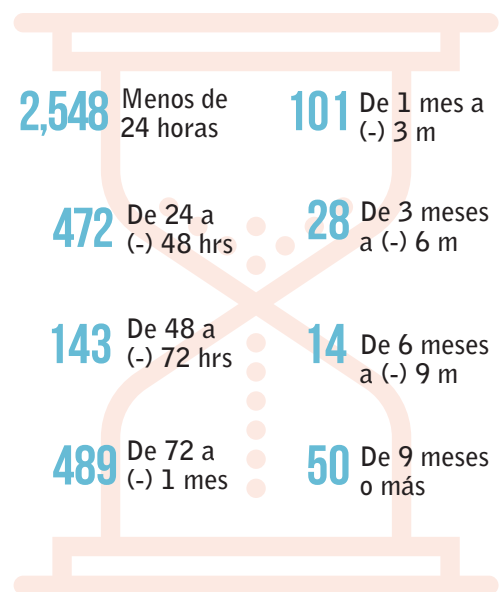 2,548 Menos de
24 horas
472 De 24 a
(-) 48 hrs
143 De 48 a
(-) 72 hrs
489 De 72 a
(-) 1 mes
101 De 1 mes a
(-) 3 m
28 De 3 meses
a (-) 6 m
14 De 6 meses
a (-) 9 m
50 De 9 meses
o más